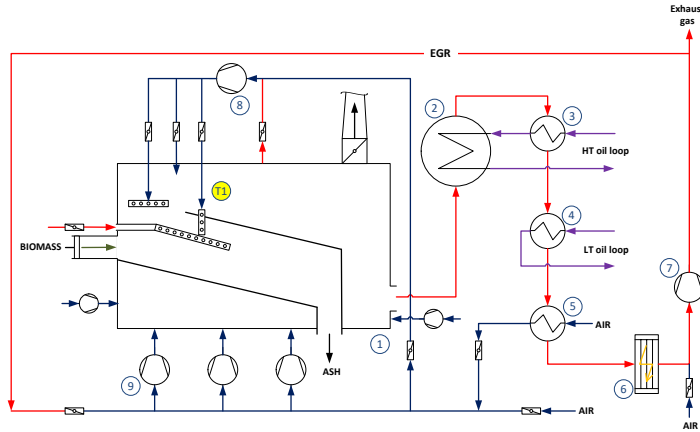 Exhaust
gas
EGR
8
2
3
HT oil loop
T1
4
LT oil loop
BIOMASS
7
5
AIR
1
6
9
ASH
AIR
AIR